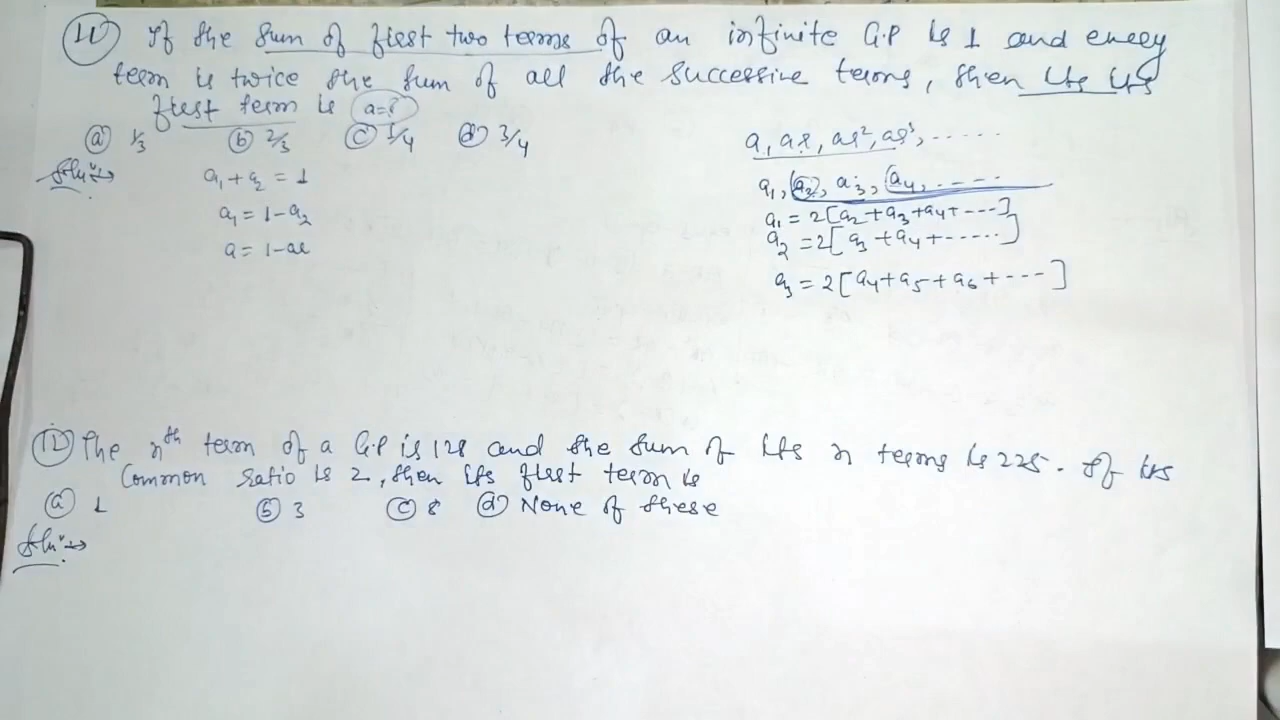 (11) If the sum of first two terms of an infinite G.P is 1 and every
term is twice the sum of all the successive terms, then its its
first term is a=?
(a) 1/3 (b) 2/3 (c) 1/4 (d) 3/4
Soln:→
a₁ + a₂ = 1
a₁ = 1-a₂
a = 1-ar
a, ar, ar², ar³, ......
a₁, a₂, a₃, a₄, .....
a₁ = 2[a₂+a₃+a₄+---]
a₂ = 2[a₃+a₄+-----]
a₃ = 2[a₄+a₅+a₆+---]
(12) The nth term of a G.P is 128 and the sum of its n terms is 225. If its
Common ratio is 2, then its first term is
(a) 1 (b) 3 (c) 8 (d) None of these
Soln:→